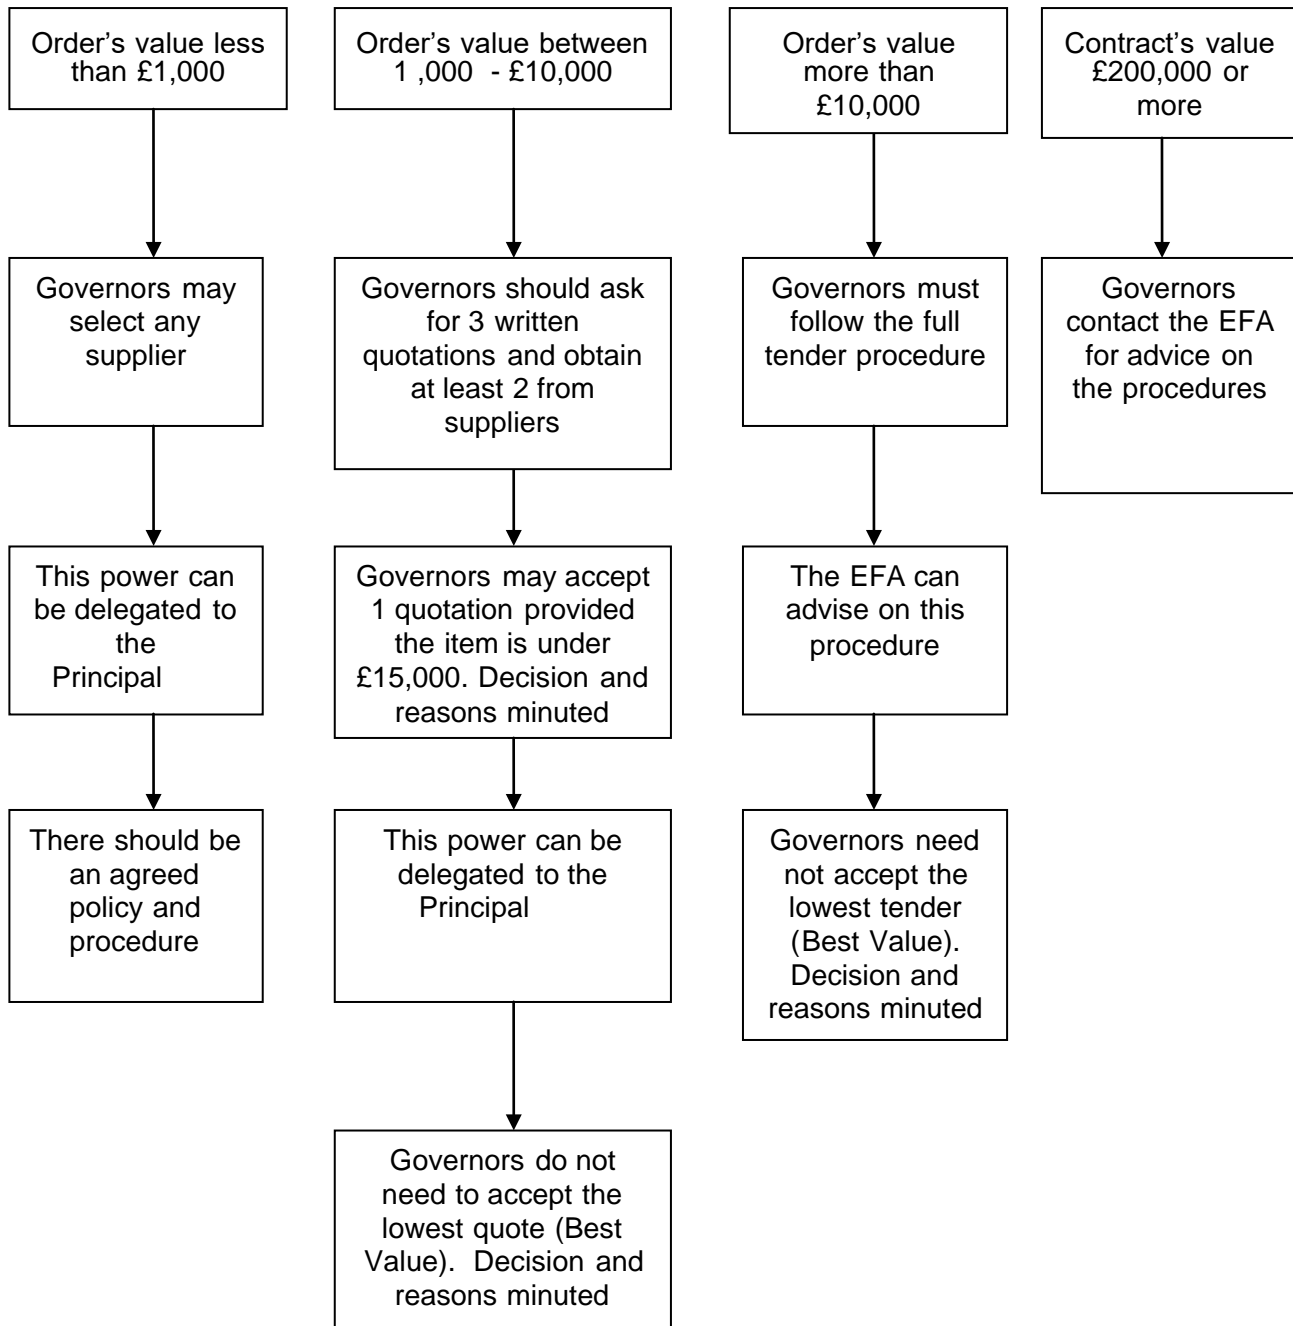 Order's value less
than £1,000
Order's value between
1 ,000 - £10,000
Order's value
more than
£10,000
Contract's value
£200,000 or
more
Governors may
select any
supplier
Governors should ask
for 3 written
quotations and obtain
at least 2 from
suppliers
Governors must
follow the full
tender procedure
Governors
contact the EFA
for advice on
the procedures
This power can
be delegated to
the
Principal
Governors may accept
1 quotation provided
the item is under
£15,000. Decision and
reasons minuted
The EFA can
advise on this
procedure
There should be
an agreed
policy and
procedure
This power can be
delegated to the
Principal
Governors need
not accept the
lowest tender
(Best Value).
Decision and
reasons minuted
Governors do not
need to accept the
lowest quote (Best
Value). Decision and
reasons minuted